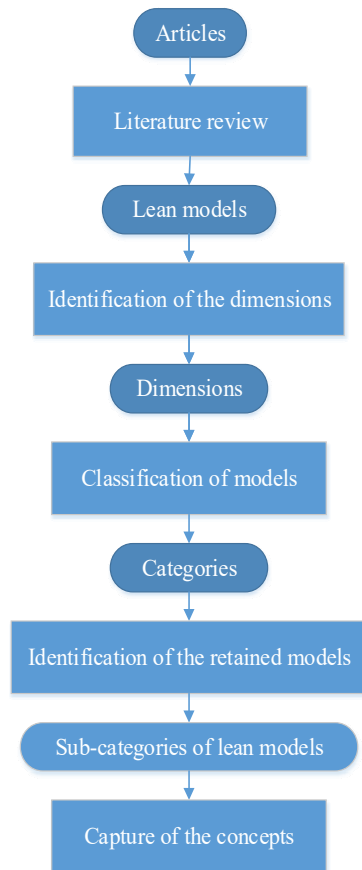 Articles
Literature review
Lean models
Identification of the dimensions
Dimensions
Classification of models
Categories
Identification of the retained models
Sub-categories of lean models
Capture of the concepts